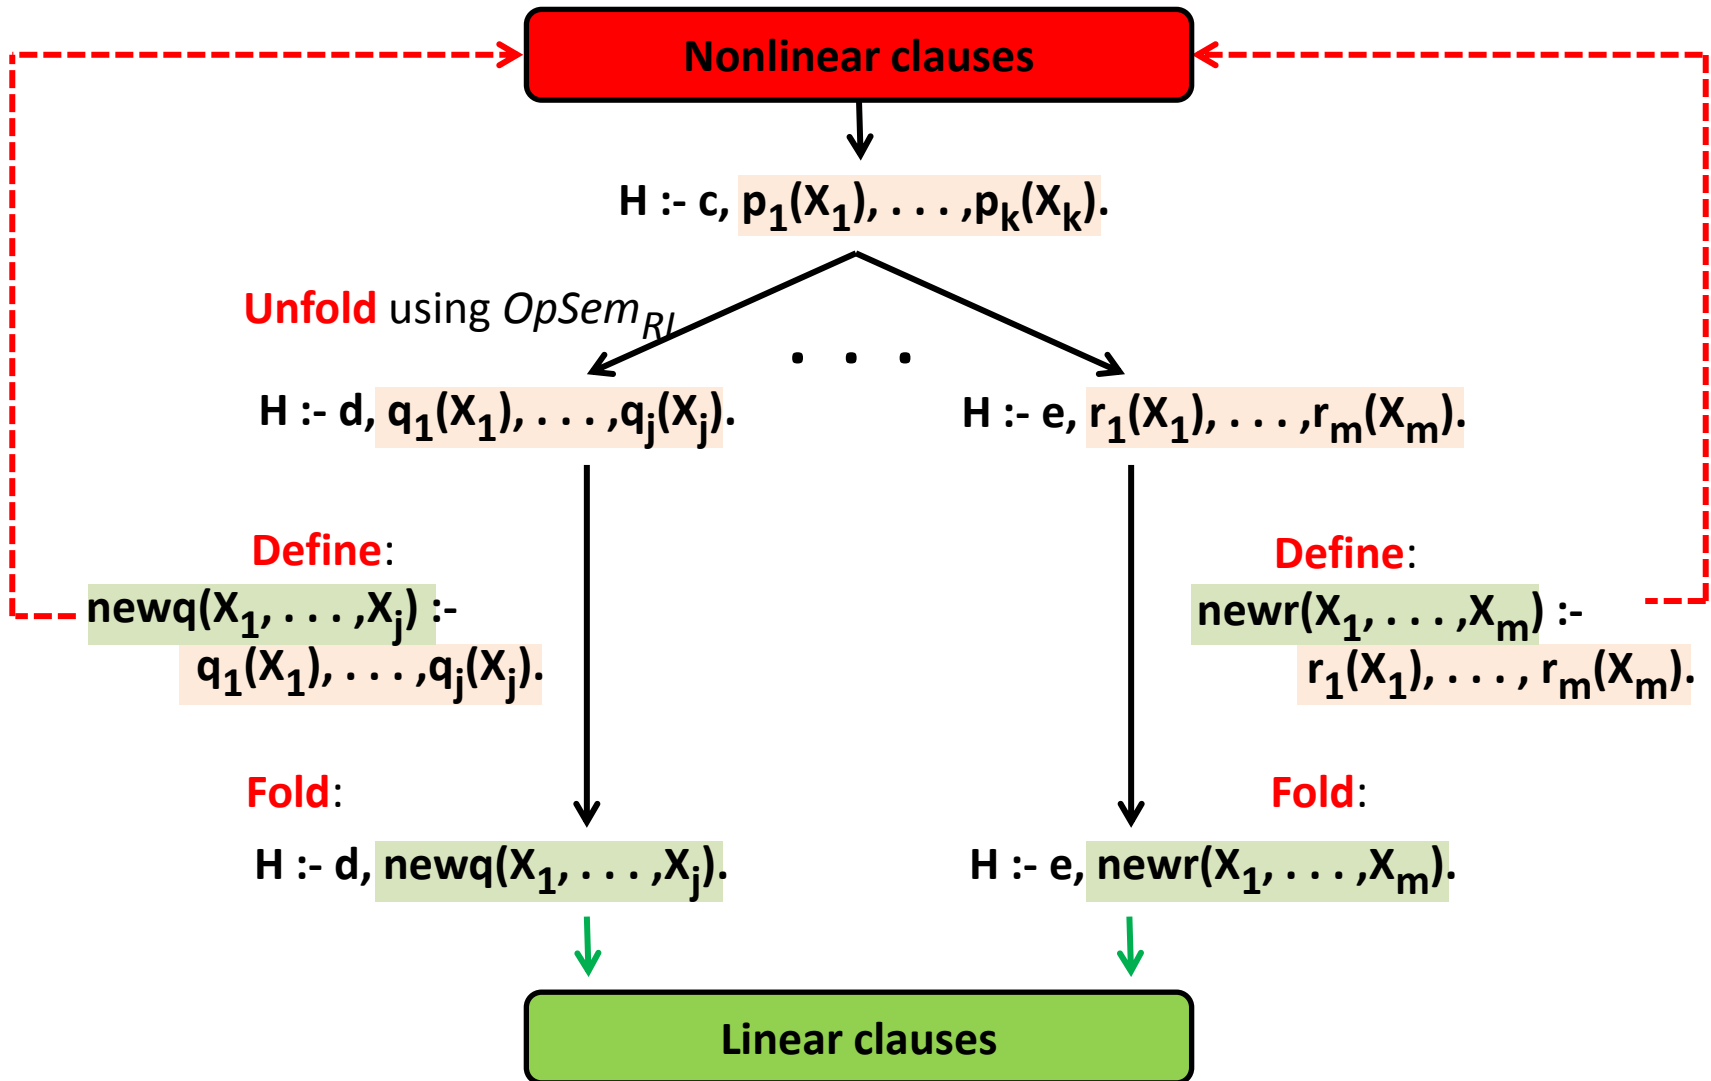 Nonlinear clauses
H :- c, p₁(X₁), . . . ,pₖ(Xₖ).
Unfold using OpSem_RI
. . .
H :- d, q₁(X₁), . . . ,qⱼ(Xⱼ).
H :- e, r₁(X₁), . . . ,rₘ(Xₘ).
Define:
newq(X₁, . . . ,Xⱼ) :-
q₁(X₁), . . . ,qⱼ(Xⱼ).
Define:
newr(X₁, . . . ,Xₘ) :-
r₁(X₁), . . . , rₘ(Xₘ).
Fold:
H :- d, newq(X₁, . . . ,Xⱼ).
Fold:
H :- e, newr(X₁, . . . ,Xₘ).
Linear clauses